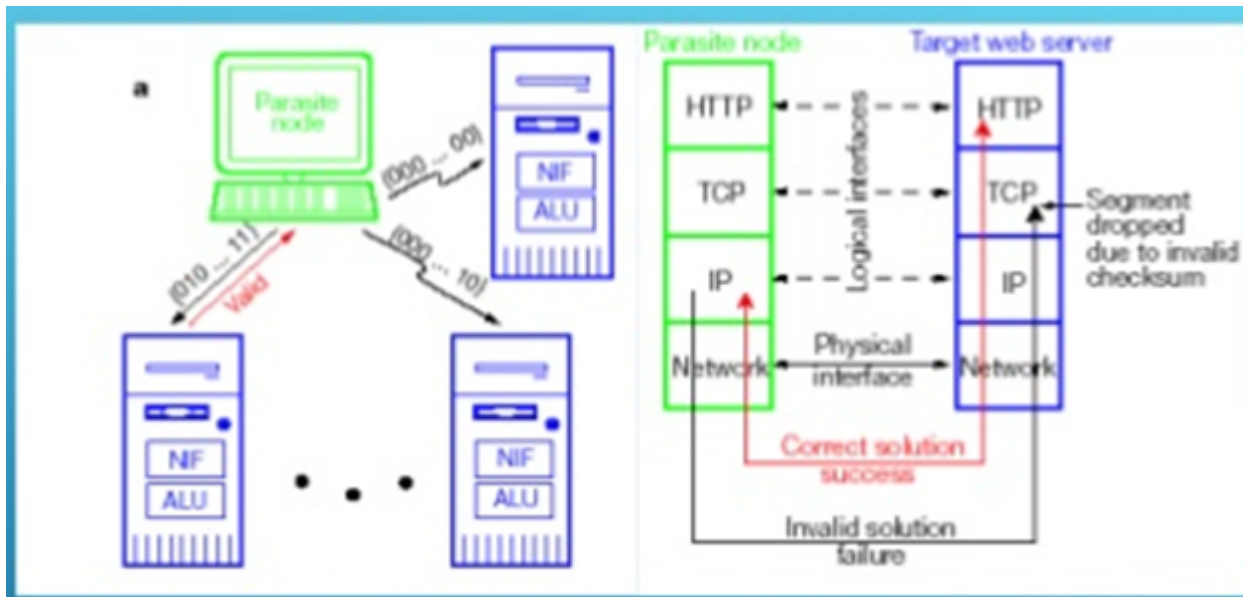 a
Parasite
node
{000 ... 00}
NIF
ALU
{010 ... 11}
Valid
{000 ... 10}
NIF
ALU
NIF
ALU
Parasite node
Target web server
HTTP
HTTP
TCP
TCP
IP
IP
Network
Network
Logical interfaces
Physical
interface
Segment
dropped
due to invalid
checksum
Correct solution
success
Invalid solution
failure